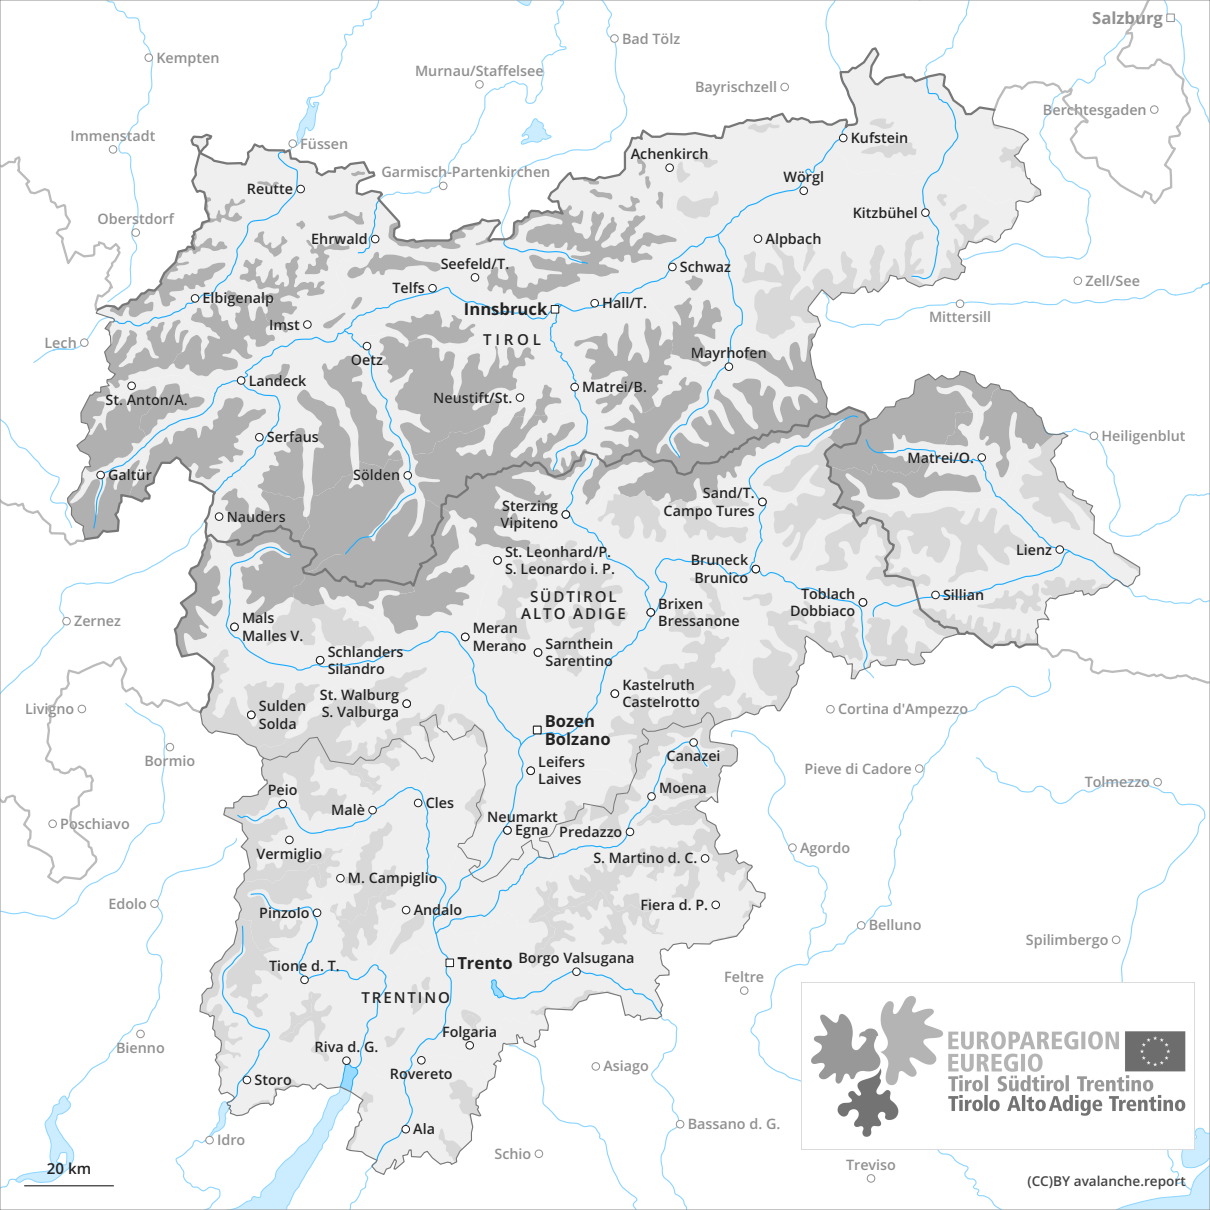 Salzburg
Bad Tölz
Kempten
Murnau/Staffelsee
Bayrischzell
Berchtesgaden
Immenstadt
Füssen
Kufstein
Achenkirch
Garmisch-Partenkirchen
Wörgl
Reutte
Kitzbühel
Oberstdorf
Ehrwald
Alpbach
Seefeld/T.
Schwaz
Zell/See
Telfs
Elbigenalp
Hall/T.
Innsbruck
Mittersill
Imst
TIROL
Lech
Mayrhofen
Oetz
Landeck
Matrei/B.
St. Anton/A.
Neustift/St.
Serfaus
Heiligenblut
Matrei/O.
Galtür
Sölden
Sand/T.
Campo Tures
Sterzing
Vipiteno
Nauders
Lienz
St. Leonhard/P.
S. Leonardo i. P.
Bruneck
Brunico
SÜDTIROL
ALTO ADIGE
Toblach
Dobbiaco
Sillian
Brixen
Bressanone
Zernez
Mals
Malles V.
Meran
Merano
Sarnthein
Sarentino
Schlanders
Silandro
Kastelruth
Castelrotto
St. Walburg
S. Valburga
Sulden
Solda
Livigno
Cortina d'Ampezzo
Bozen
Bolzano
Bormio
Canazei
Leifers
Laives
Pieve di Cadore
Tolmezzo
Peio
Moena
Malè
Cles
Neumarkt
Egna
Predazzo
Poschiavo
Vermiglio
Agordo
S. Martino d. C.
M. Campiglio
Edolo
Pinzolo
Andalo
Fiera d. P.
Belluno
Spilimbergo
Trento
Borgo Valsugana
Tione d. T.
Feltre
TRENTINO
Folgaria
Bienno
Riva d. G.
Rovereto
Asiago
Storo
EUROPAREGION
EUREGIO
Tirol Südtirol Trentino
Tirolo Alto Adige Trentino
Ala
Bassano d. G.
Idro
Schio
Treviso
20 km
(CC)BY avalanche.report